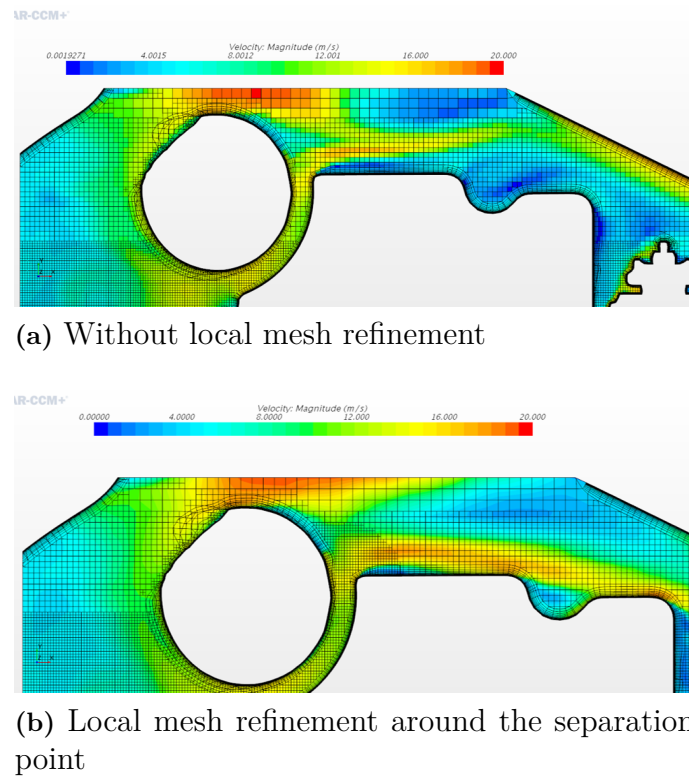 AR-CCM+
Velocity: Magnitude (m/s)
0.0019271 4.0015 8.0012 12.001 16.000 20.000
(a) Without local mesh refinement
AR-CCM+
Velocity: Magnitude (m/s)
0.00000 4.0000 8.0000 12.000 16.000 20.000
(b) Local mesh refinement around the separation
point